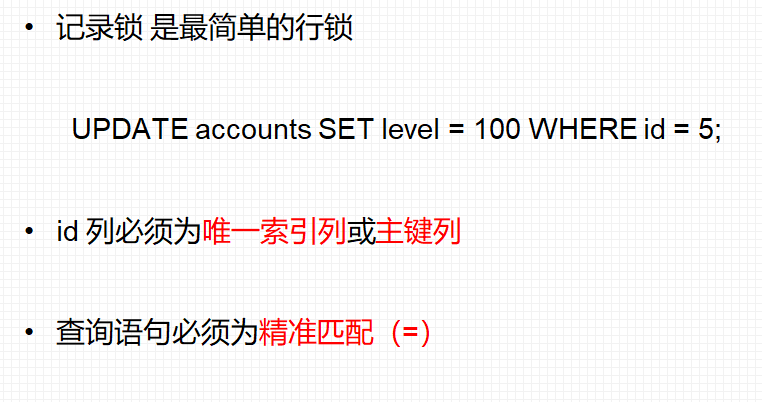 • 记录锁 是最简单的行锁
UPDATE accounts SET level = 100 WHERE id = 5;
• id 列必须为唯一索引列或主键列
• 查询语句必须为精准匹配（=）